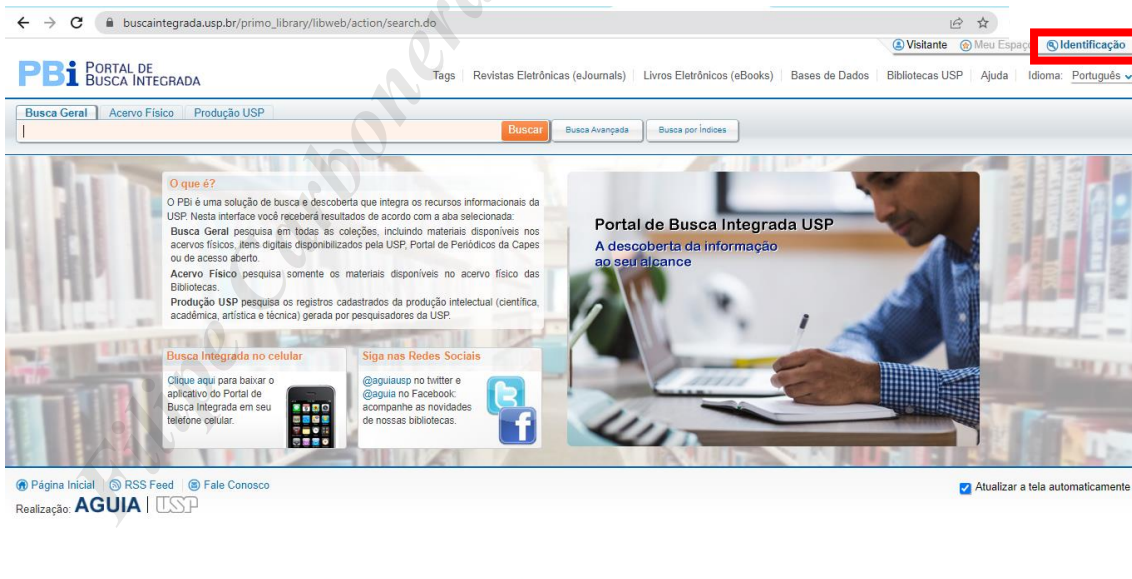 buscaintegrada.usp.br/primo_library/libweb/action/search.do
Visitante Meu Espaço Identificação
PBi PORTAL DE
BUSCA INTEGRADA
Tags Revistas Eletrônicas (eJournals) Livros Eletrônicos (eBooks) Bases de Dados Bibliotecas USP Ajuda Idioma: Português
Busca Geral Acervo Físico Produção USP
Buscar Busca Avançada Busca por Índices
O que é?
O PBi é uma solução de busca e descoberta que integra os recursos informacionais da
USP. Nesta interface você receberá resultados de acordo com a aba selecionada:
Busca Geral pesquisa em todas as coleções, incluindo materiais disponíveis nos
acervos físicos, itens digitais disponibilizados pela USP, Portal de Periódicos da Capes
ou de acesso aberto.
Acervo Físico pesquisa somente os materiais disponíveis no acervo físico das
Bibliotecas.
Produção USP pesquisa os registros cadastrados da produção intelectual (científica,
acadêmica, artística e técnica) gerada por pesquisadores da USP.
Portal de Busca Integrada USP
A descoberta da informação
ao seu alcance
Busca Integrada no celular
Clique aqui para baixar o
aplicativo do Portal de
Busca Integrada em seu
telefone celular.
Siga nas Redes Sociais
@aguiausp no twitter e
@aguia no Facebook:
acompanhe as novidades
de nossas bibliotecas.
Página Inicial RSS Feed Fale Conosco
Atualizar a tela automaticamente
Realização: AGUIA USP